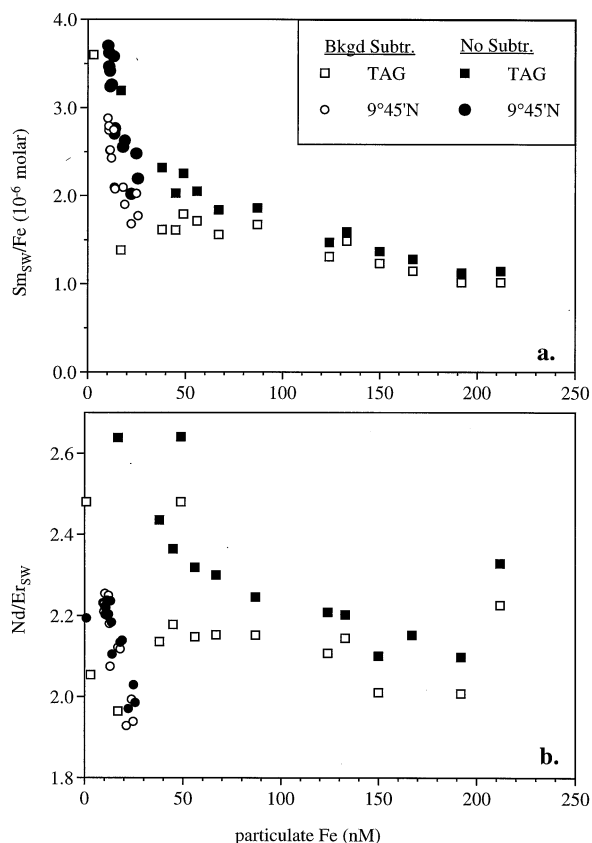 4.0
3.0
2.0
1.0
0.0
Sm_SW/Fe (10⁻⁶ molar)
Bkgd Subtr. No Subtr.
TAG TAG
9°45'N 9°45'N
a.
0 50 100 150 200 250
2.6
2.4
2.2
2.0
1.8
Nd/Er_SW
b.
0 50 100 150 200 250
particulate Fe (nM)